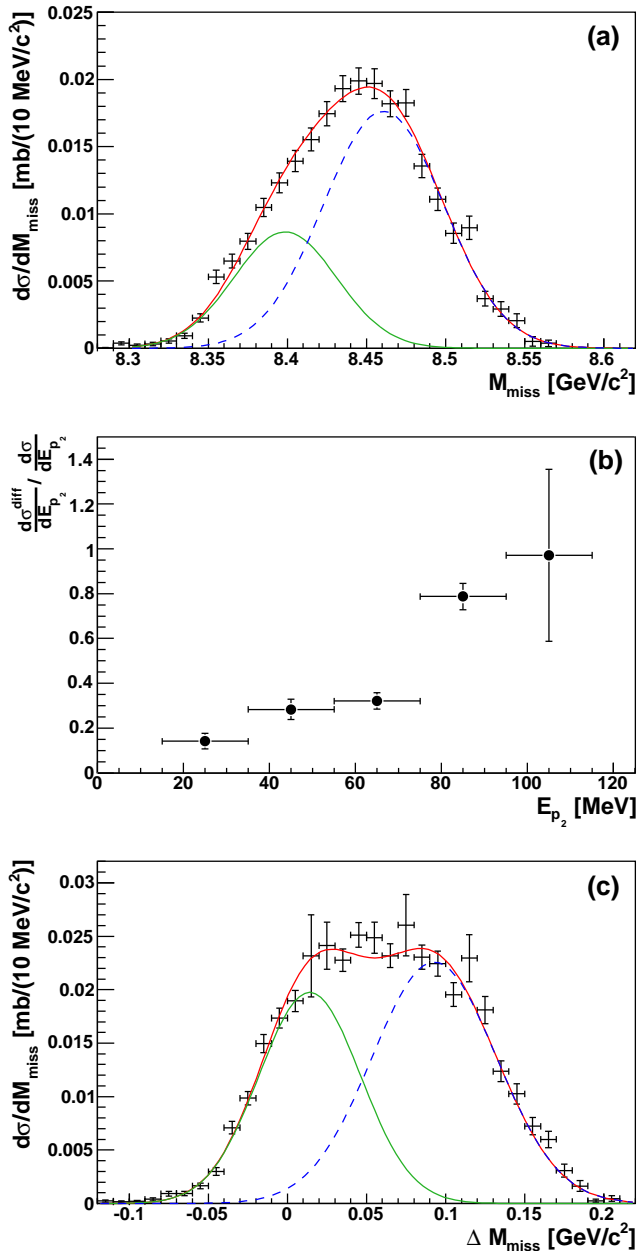 (a)
dσ/dM_miss [mb/(10 MeV/c²)]
0.025
0.02
0.015
0.01
0.005
0
8.3 8.35 8.4 8.45 8.5 8.55 8.6
M_miss [GeV/c²]
(b)
dσ^diff/dE_p₂ / dσ/dE_p₂
1.4
1.2
1
0.8
0.6
0.4
0.2
0
0 20 40 60 80 100 120
E_p₂ [MeV]
(c)
dσ/dM_miss [mb/(10 MeV/c²)]
0.03
0.025
0.02
0.015
0.01
0.005
0
-0.1 -0.05 0 0.05 0.1 0.15 0.2
Δ M_miss [GeV/c²]